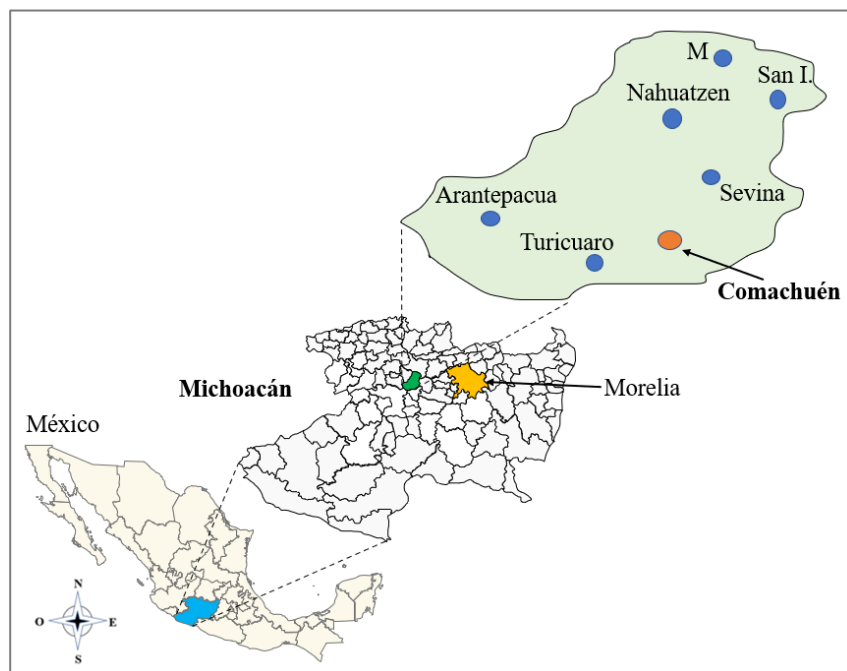 M
San I.
Nahuatzen
Sevina
Arantepacua
Turicuaro
Comachuén
Michoacán
Morelia
México
N
O
E
S